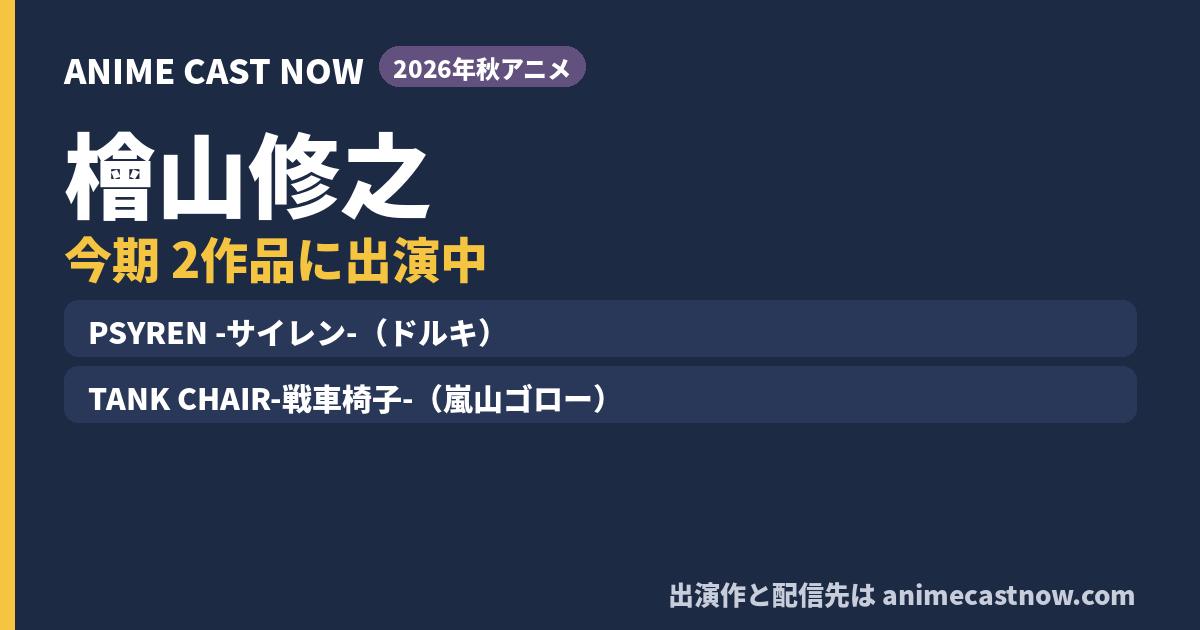 ANIME CAST NOW 2026年秋アニメ
檜山修之
今期 2作品に出演中
PSYREN -サイレン-（ドルキ）
TANK CHAIR-戦車椅子-（嵐山ゴロー）
出演作と配信先は animecastnow.com